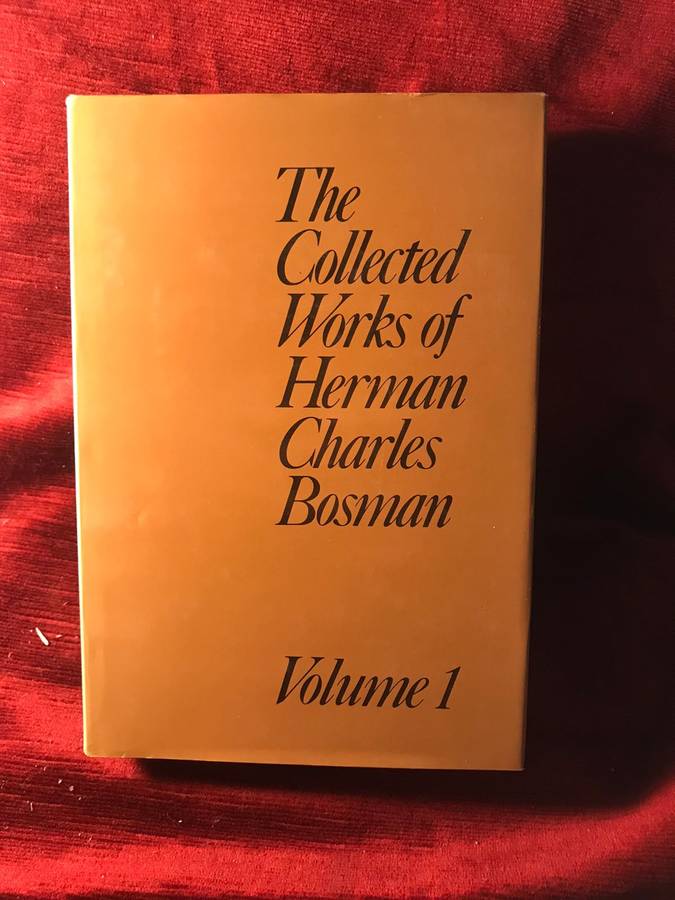 The
Collected
Works of
Herman
Charles
Bosman
Volume 1